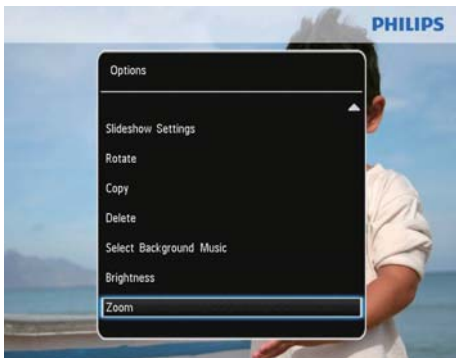 PHILIPS
Options
Slideshow Settings
Rotate
Copy
Delete
Select Background Music
Brightness
Zoom